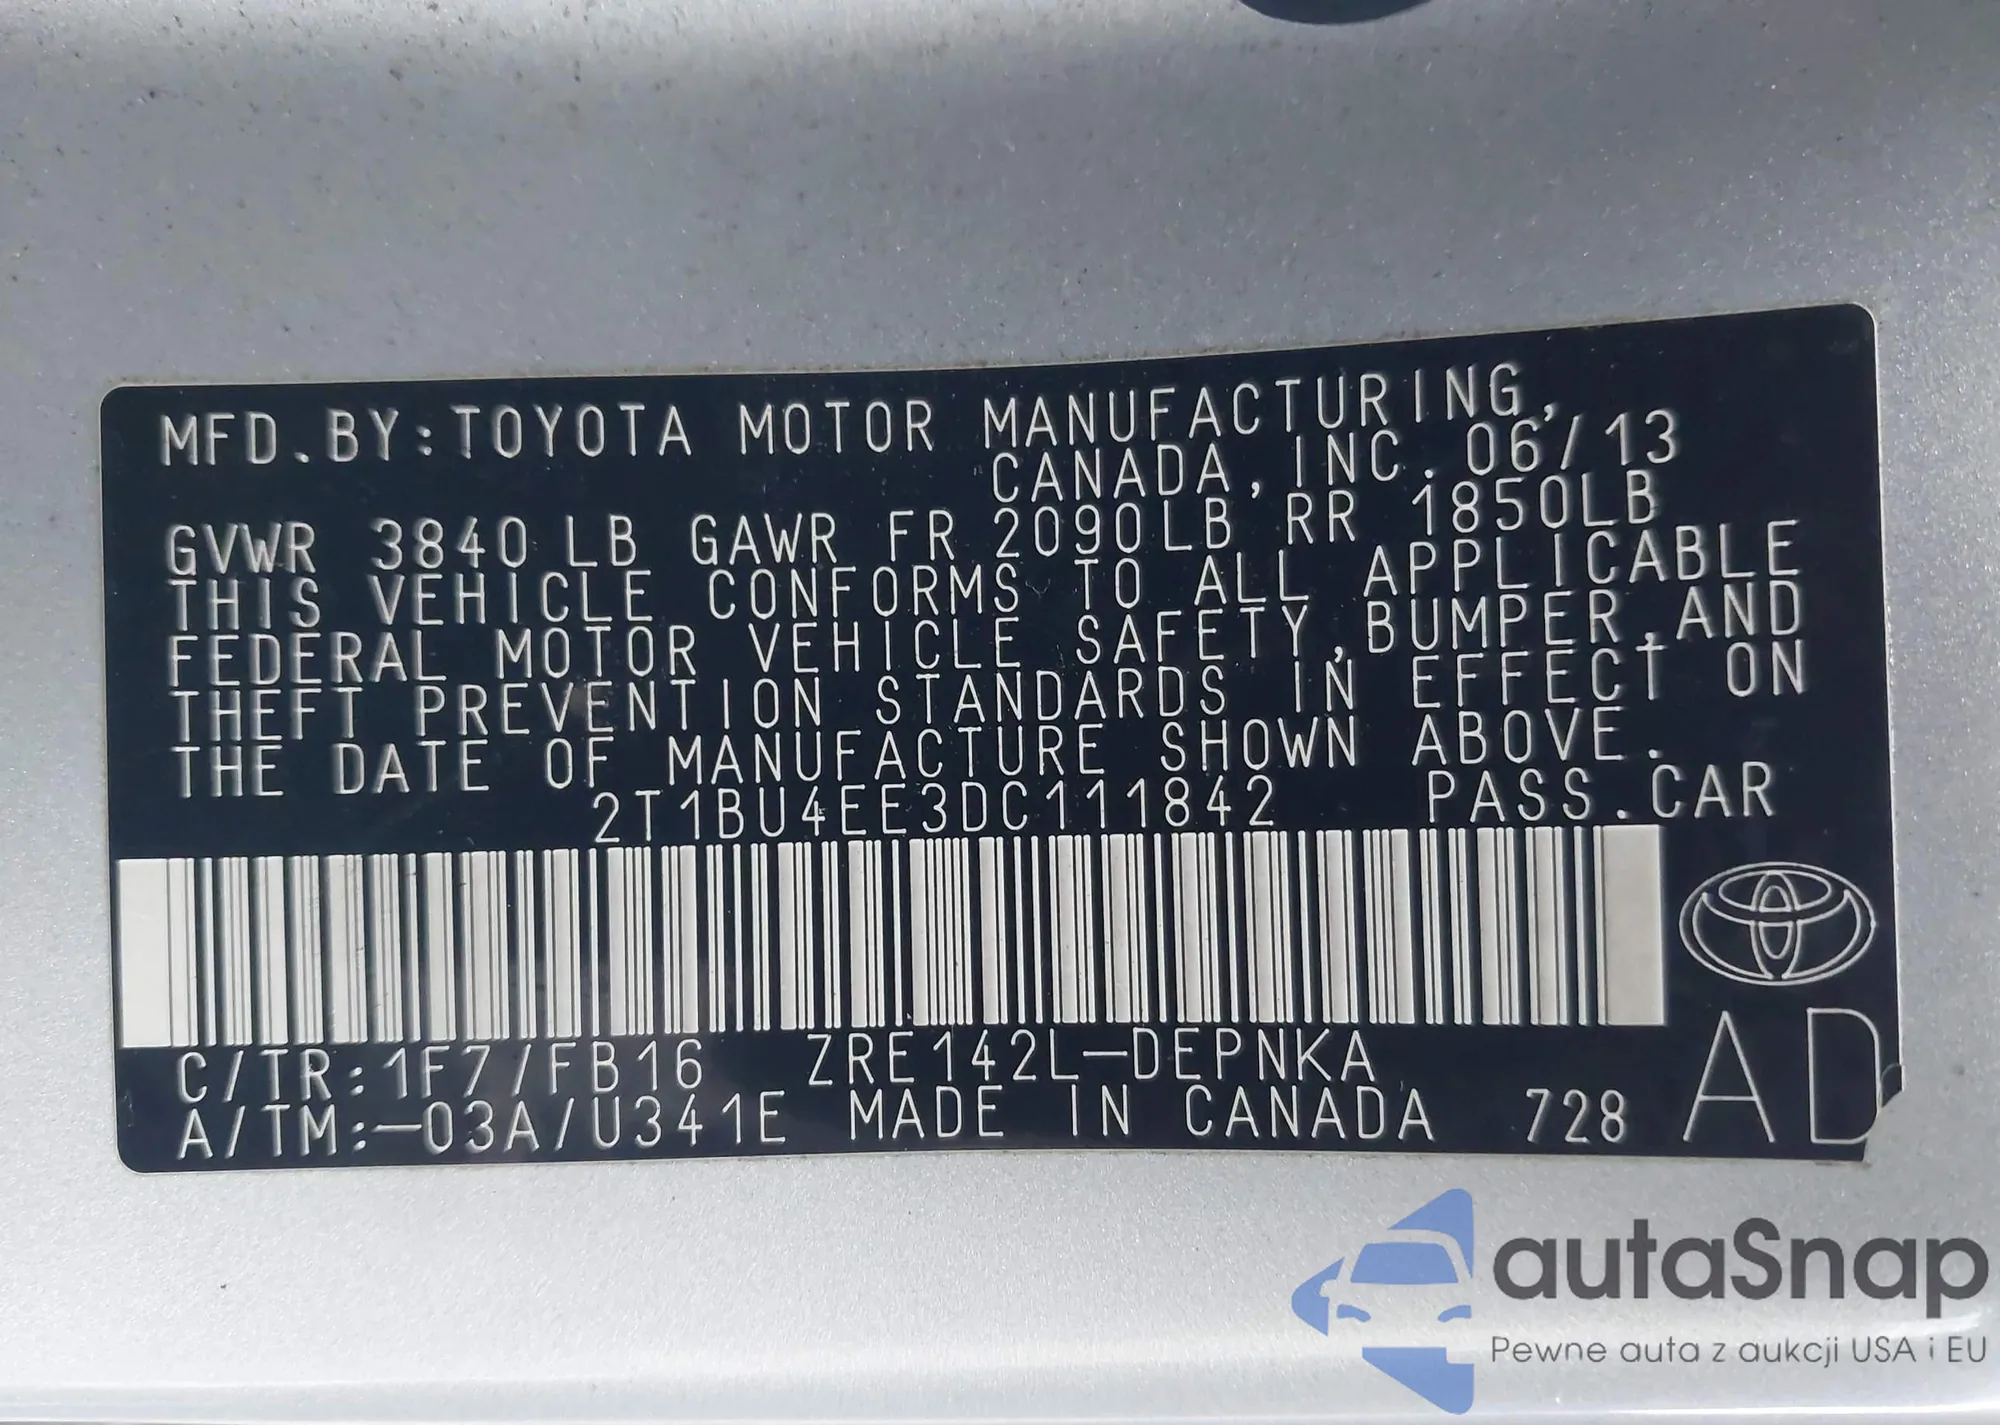 MFD.BY:TOYOTA MOTOR MANUFACTURING,
CANADA, INC. 06/13
GVWR 3840 LB GAWR FR 2090LB RR 1850LB
THIS VEHICLE CONFORMS TO ALL APPLICABLE
FEDERAL MOTOR VEHICLE SAFETY, BUMPER, AND
THEFT PREVENTION STANDARDS IN EFFECT ON
THE DATE OF MANUFACTURE SHOWN ABOVE.
2T1BU4EE3DC111842 PASS.CAR
C/TR:1F7/FB16 ZRE142L-DEPNKA
A/TM:-03A/U341E MADE IN CANADA 728 AD
autaSnap
Pewne auta z aukcji USA i EU